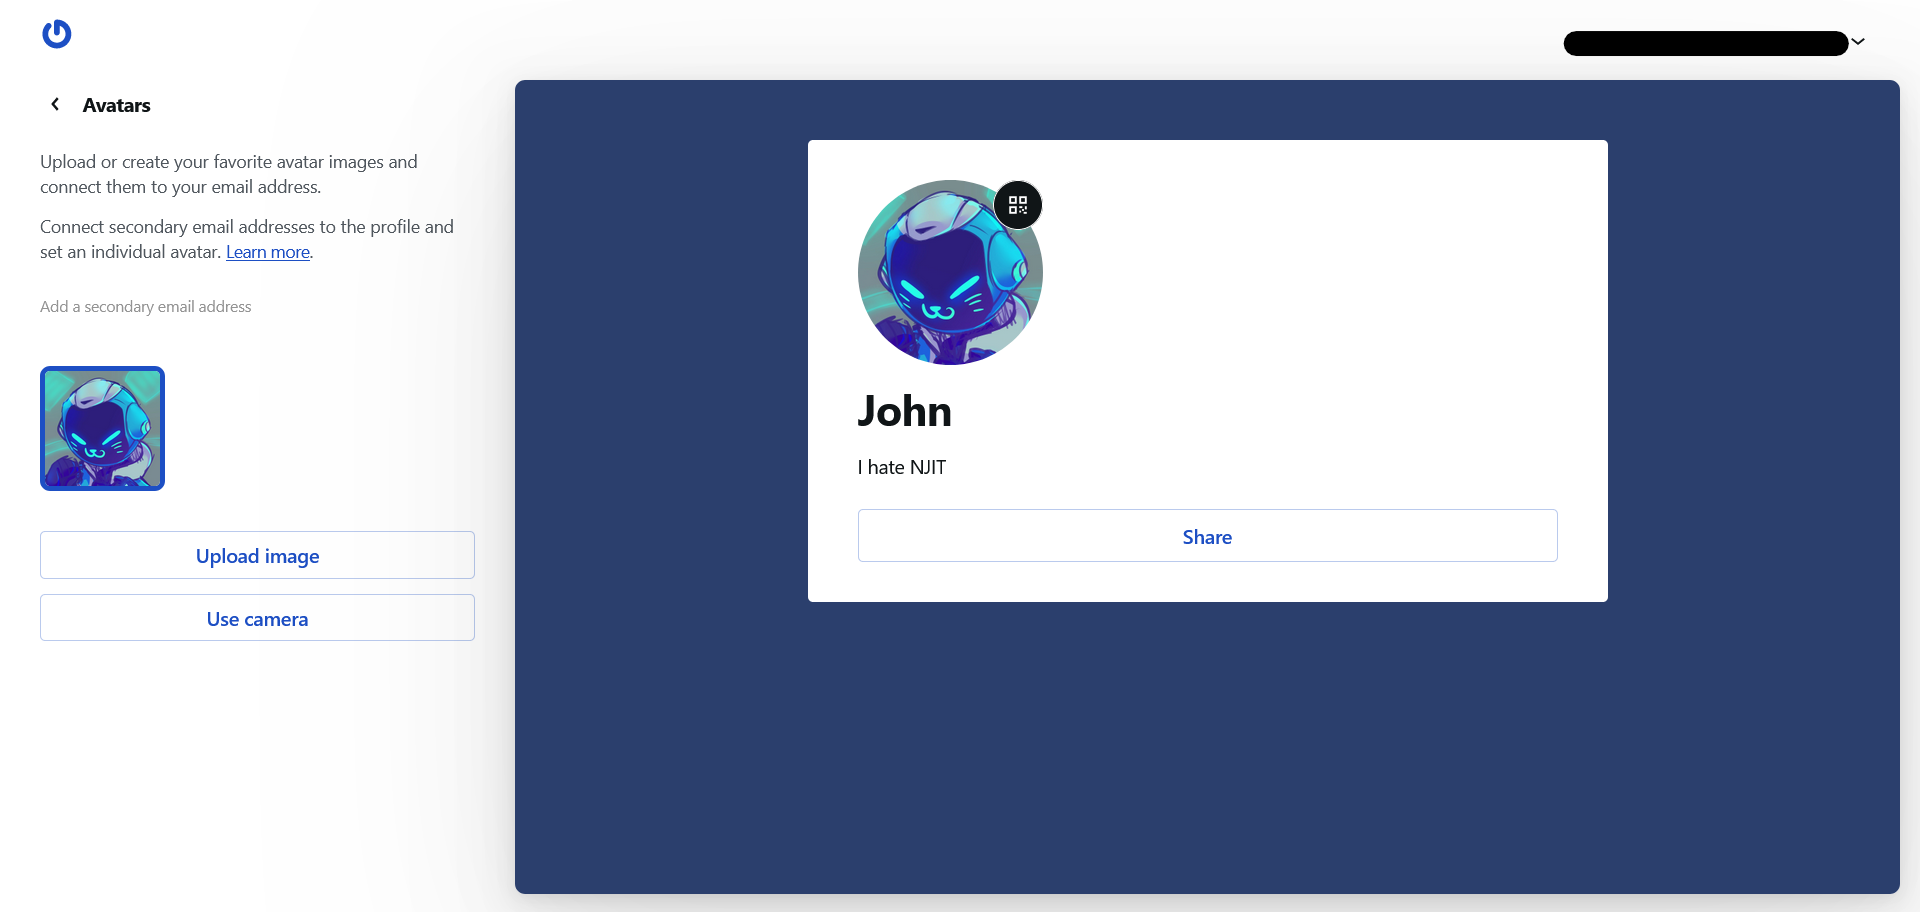 Avatars
Upload or create your favorite avatar images and
connect them to your email address.
Connect secondary email addresses to the profile and
set an individual avatar. Learn more.
Add a secondary email address
Upload image
Use camera
John
I hate NJIT
Share